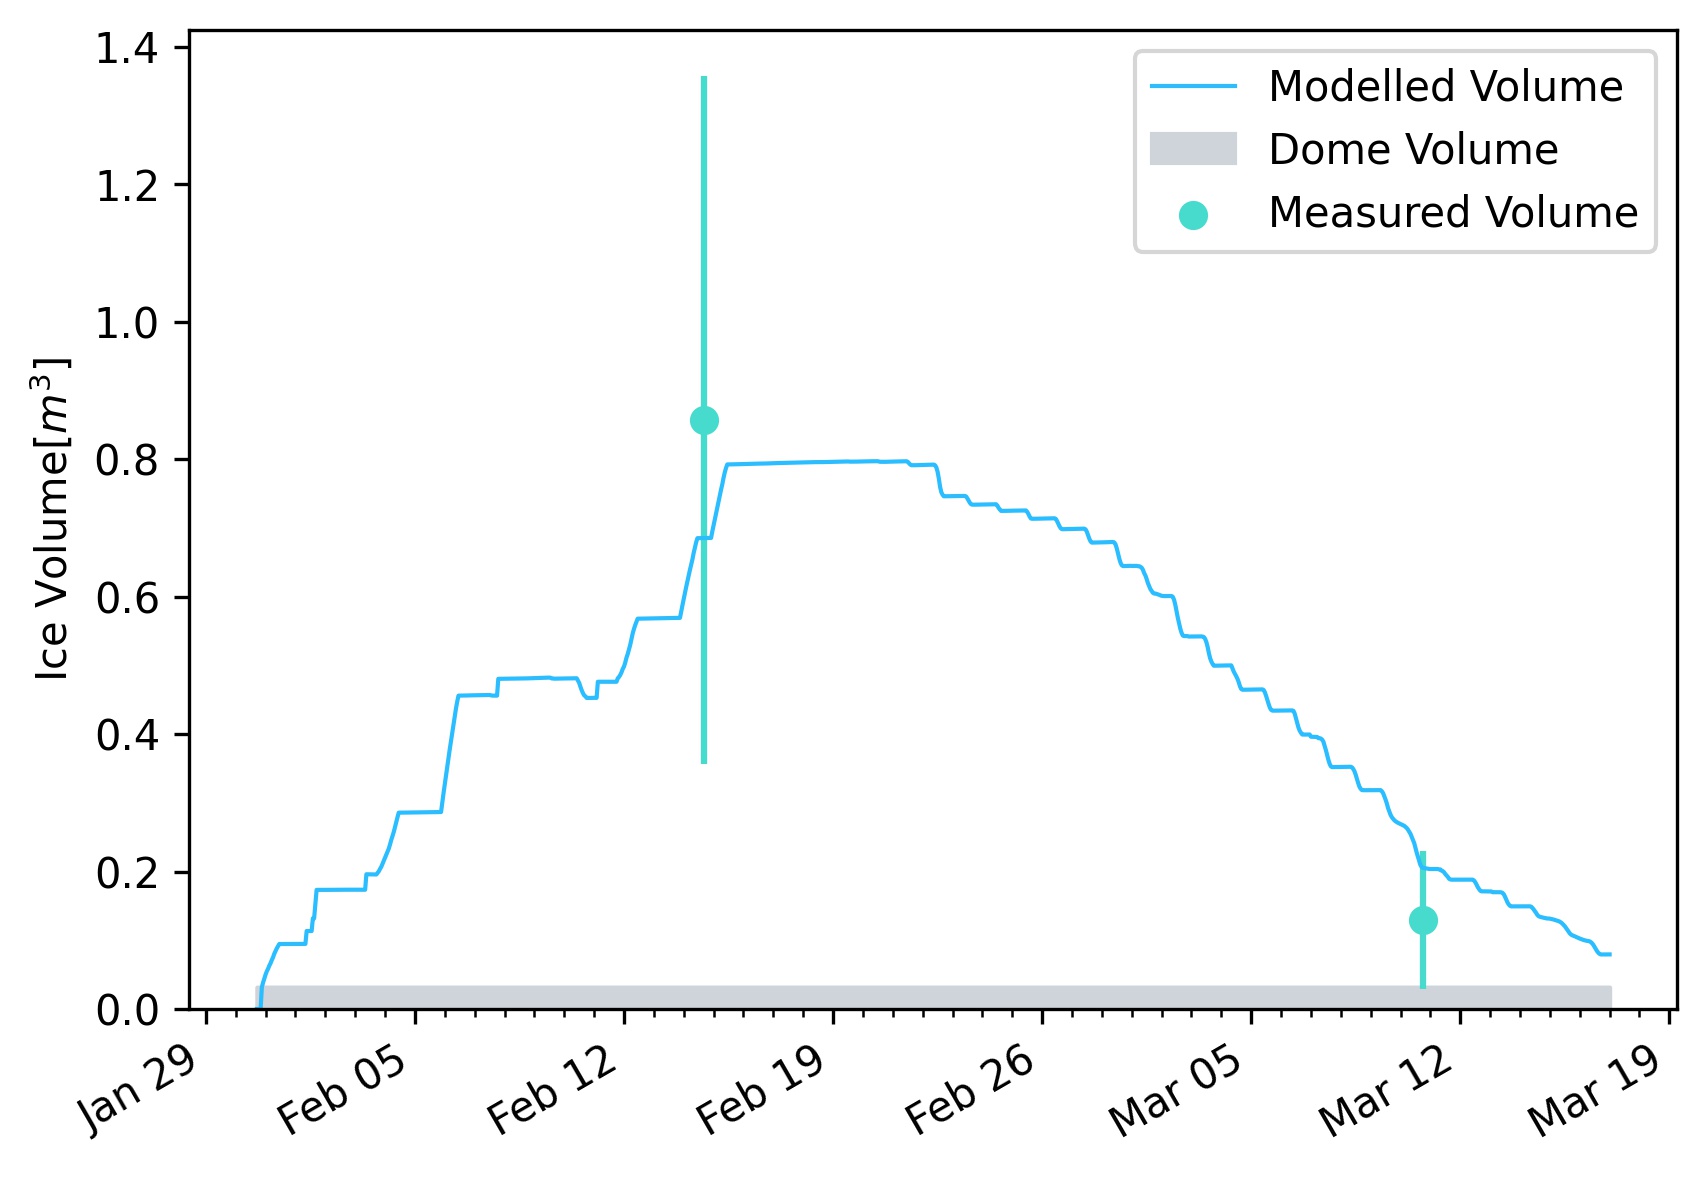 1.4
1.2
1.0
0.8
0.6
0.4
0.2
0.0
Ice Volume[m³]
Modelled Volume
Dome Volume
Measured Volume
Jan 29
Feb 05
Feb 12
Feb 19
Feb 26
Mar 05
Mar 12
Mar 19